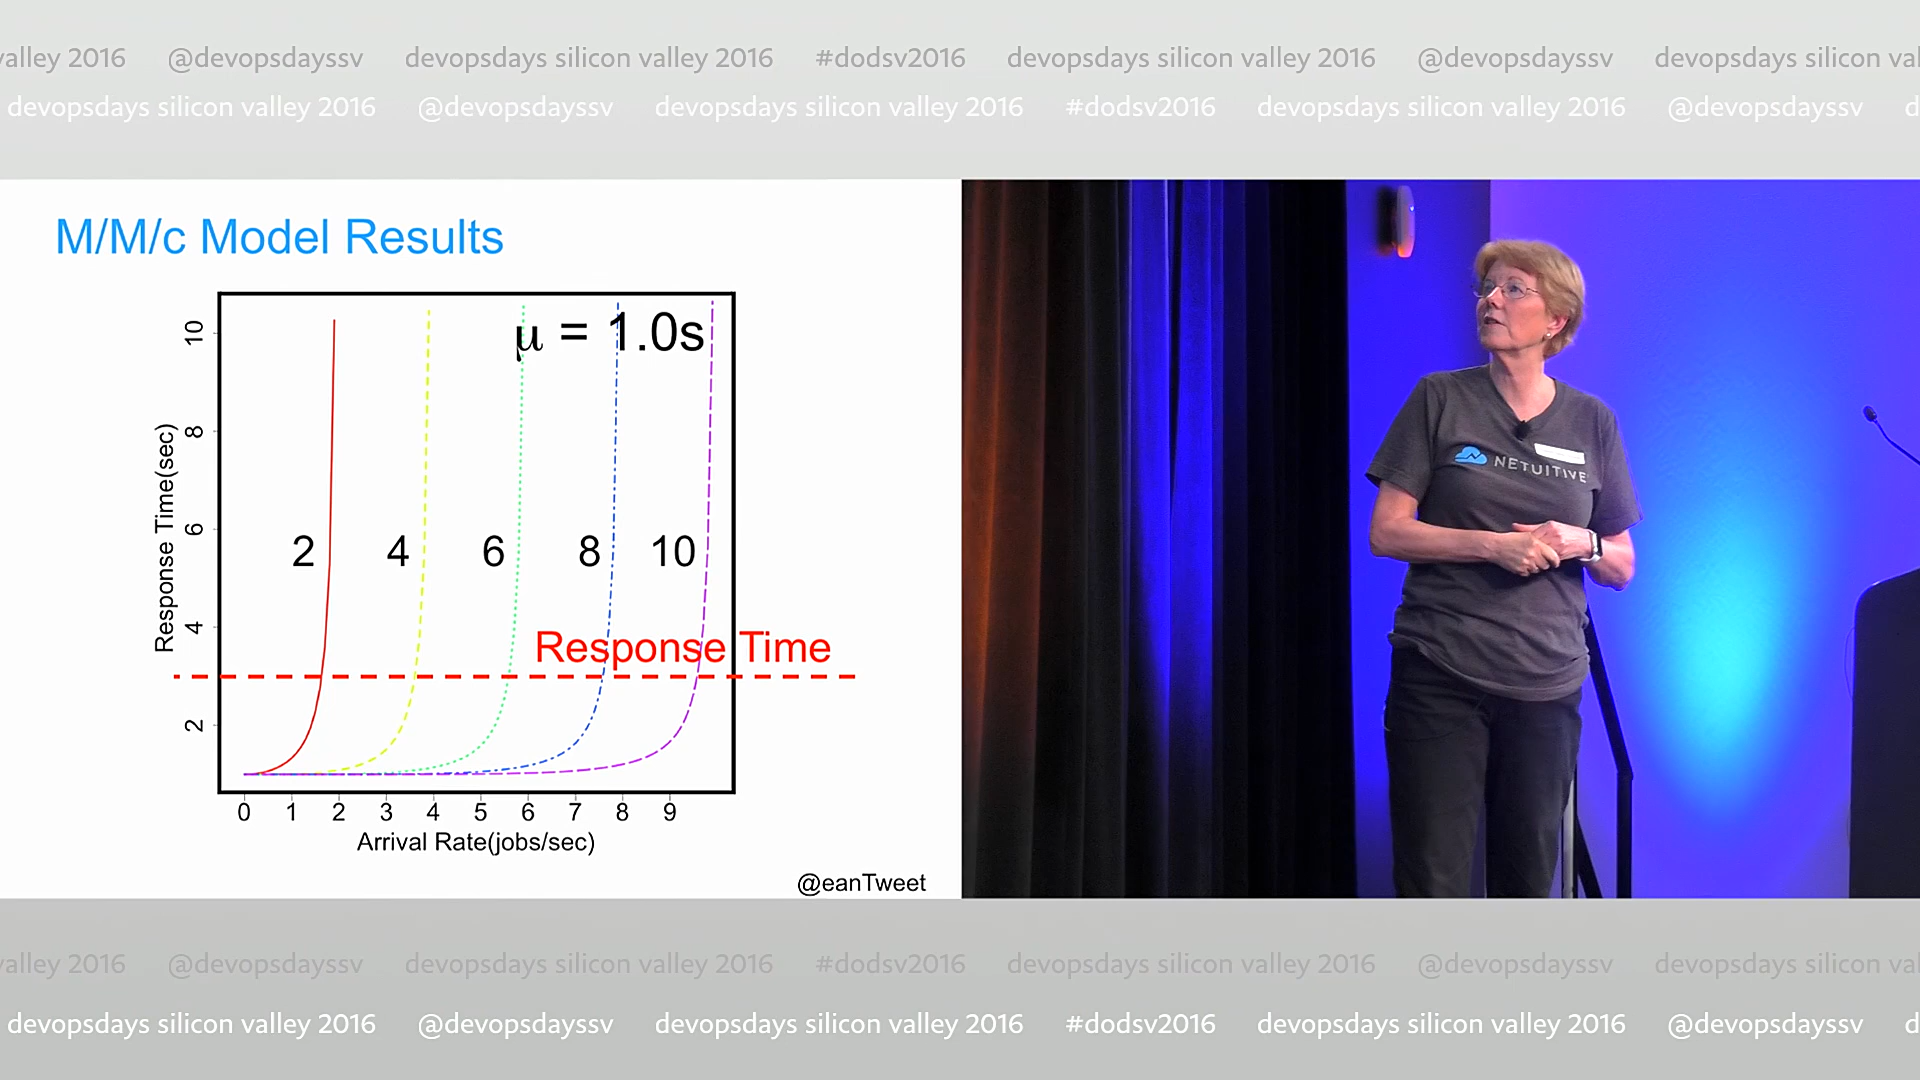 valley 2016 @devopsdayssv devopsdays silicon valley 2016 #dodsv2016 devopsdays silicon valley 2016 @devopsdayssv devopsdays silicon val
devopsdays silicon valley 2016 @devopsdayssv devopsdays silicon valley 2016 #dodsv2016 devopsdays silicon valley 2016 @devopsdayssv d
M/M/c Model Results
μ = 1.0s
10
8
6
4
2
Response Time(sec)
2 4 6 8 10
Response Time
0 1 2 3 4 5 6 7 8 9
Arrival Rate(jobs/sec)
@eanTweet
NETUITIVE
valley 2016 @devopsdayssv devopsdays silicon valley 2016 #dodsv2016 devopsdays silicon valley 2016 @devopsdayssv devopsdays silicon val
devopsdays silicon valley 2016 @devopsdayssv devopsdays silicon valley 2016 #dodsv2016 devopsdays silicon valley 2016 @devopsdayssv d